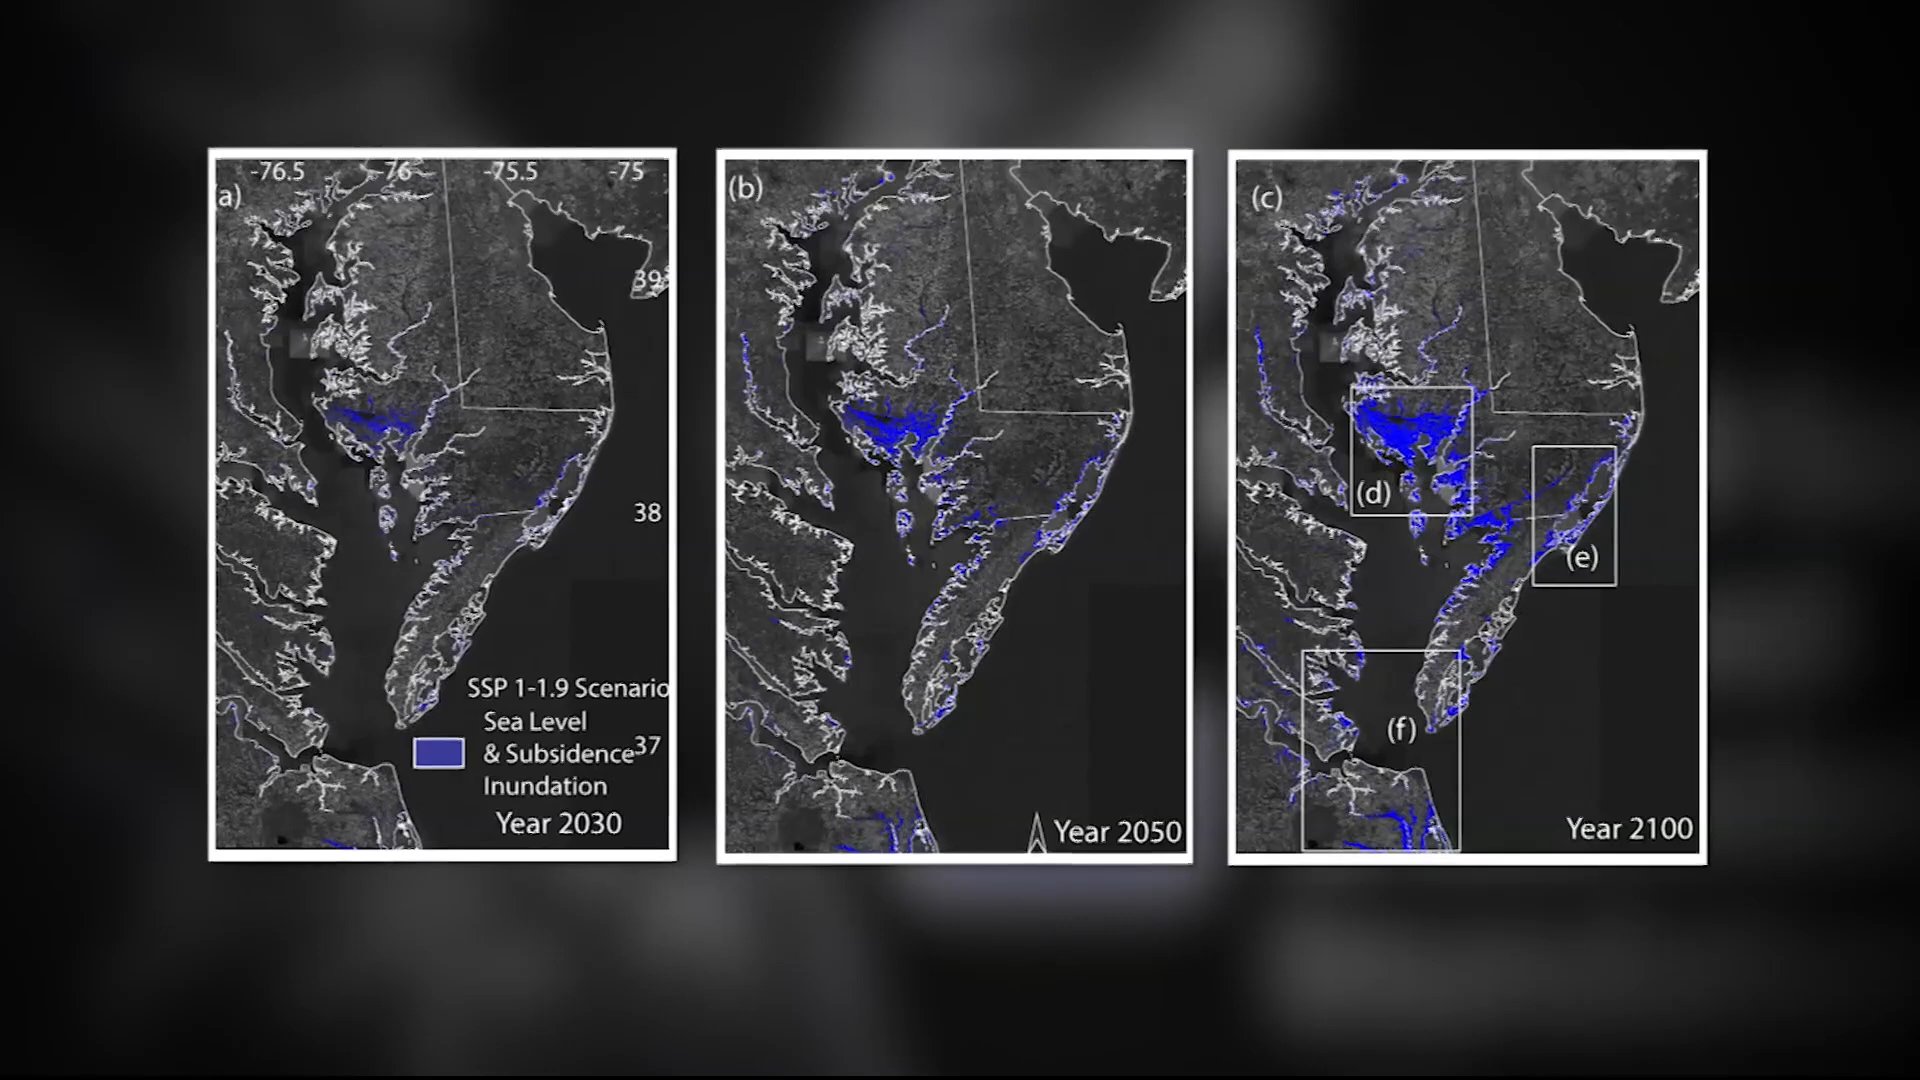 -76.5 -76 -75.5 -75
a)
39
38
SSP 1-1.9 Scenario
Sea Level
& Subsidence
37
Inundation
Year 2030
(b)
Year 2050
(c)
(d)
(e)
(f)
Year 2100